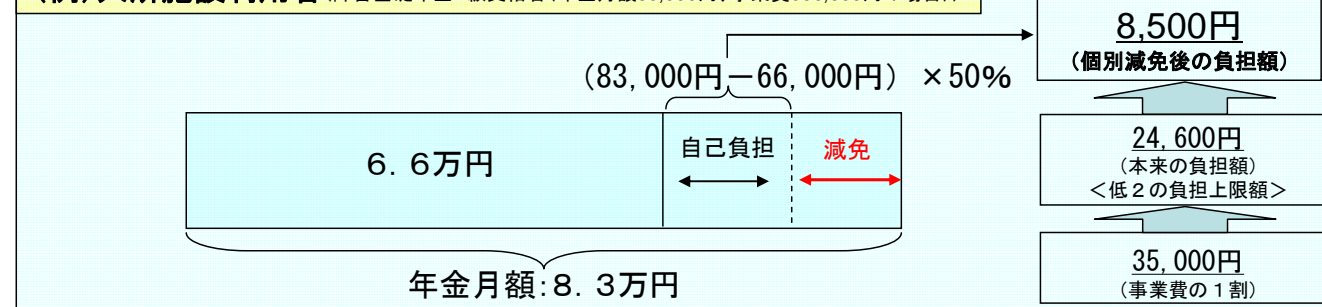 8,500円
(個別減免後の負担額)
(83,000円－66,000円) ×50％
6．6万円
自己負担
減免
24,600円
(本来の負担額)
＜低２の負担上限額＞
年金月額：8．3万円
35,000円
(事業費の１割)